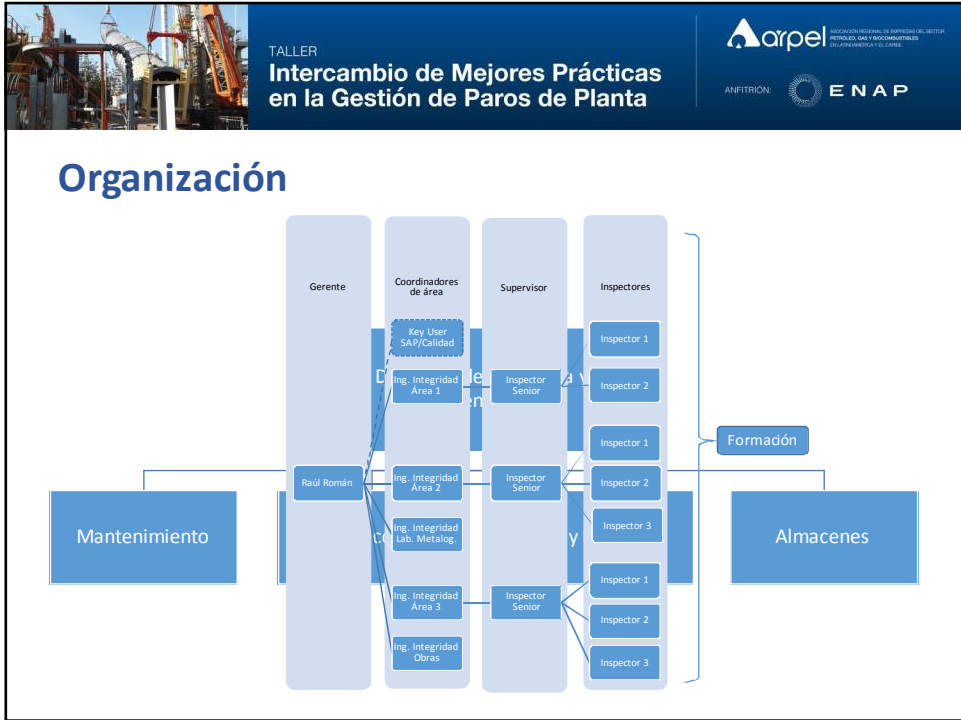 TALLER
Intercambio de Mejores Prácticas
en la Gestión de Paros de Planta
arpel
ASOCIACIÓN REGIONAL DE EMPRESAS DEL SECTOR
PETRÓLEO, GAS Y BIOCOMBUSTIBLES
EN LATINOAMÉRICA Y EL CARIBE.
ANFITRIÓN:
ENAP
Organización
Gerente
Coordinadores
de área
Supervisor
Inspectores
Key User
SAP/Calidad
Inspector 1
Ing. Integridad
Área 1
Inspector
Senior
Inspector 2
Inspector 1
Formación
Raúl Román
Ing. Integridad
Área 2
Inspector
Senior
Inspector 2
Mantenimiento
Ing. Integridad
Lab. Metalog.
y
Inspector 3
Almacenes
Ing. Integridad
Área 3
Inspector
Senior
Inspector 1
Inspector 2
Ing. Integridad
Obras
Inspector 3